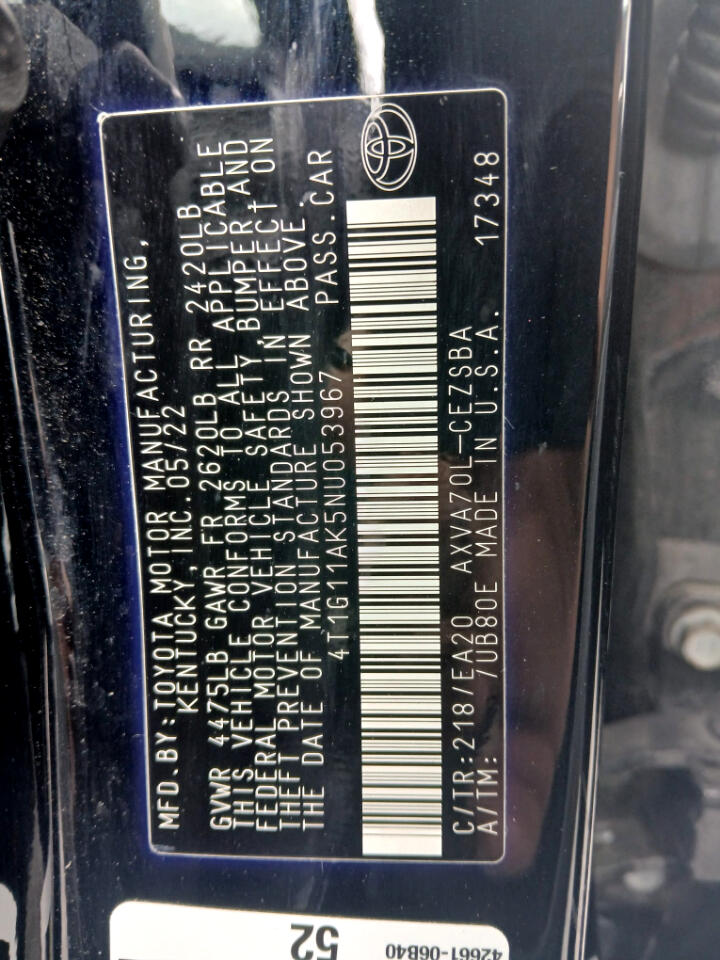 MFD.BY:TOYOTA MOTOR MANUFACTURING,
KENTUCKY, INC. 05/22
GVWR 4475LB GAWR FR 2620LB RR 2420LB
THIS VEHICLE CONFORMS TO ALL APPLICABLE
FEDERAL MOTOR VEHICLE SAFETY, BUMPER, AND
THEFT PREVENTION STANDARDS IN EFFECT ON
THE DATE OF MANUFACTURE SHOWN ABOVE.
4T1G11AK5NU053967 PASS.CAR
C/TR:218/EA20 AXVA70L-CEZSBA
A/TM: /UB80E MADE IN U.S.A. 17348
52
42661-06B40